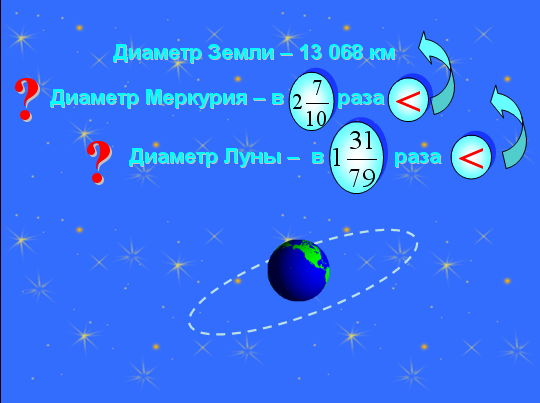 Диаметр Земли – 13 068 км
? Диаметр Меркурия – в 2 7/10 раза <
? Диаметр Луны – в 1 31/79 раза <